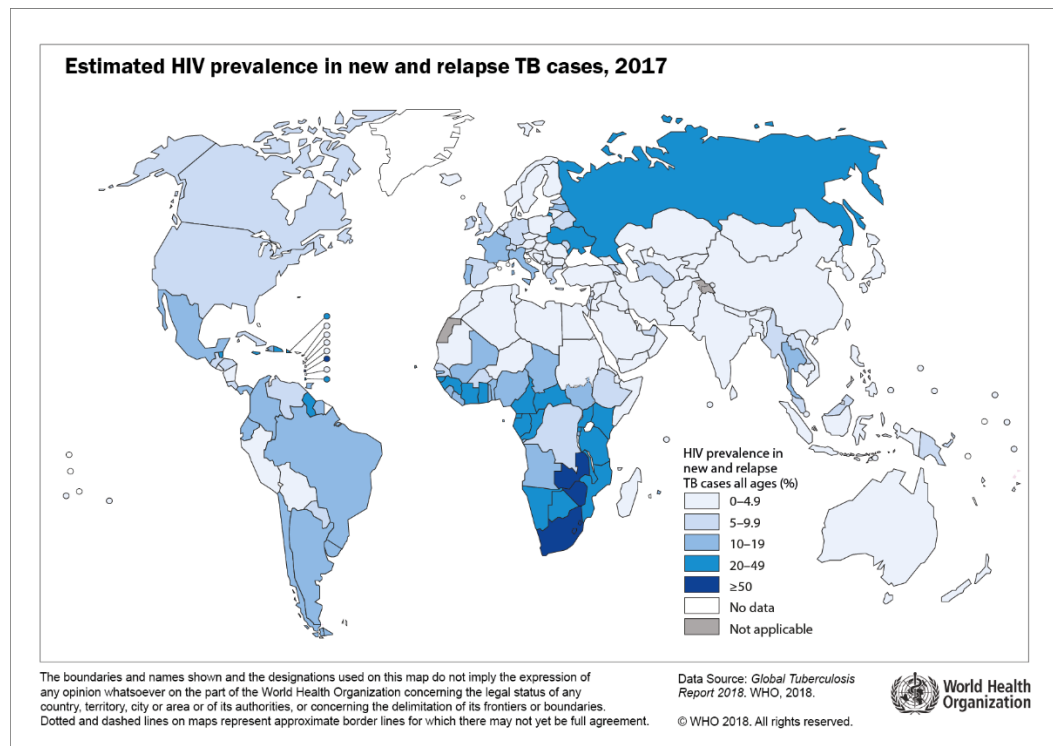 Estimated HIV prevalence in new and relapse TB cases, 2017
HIV prevalence in
new and relapse
TB cases all ages (%)
0–4.9
5–9.9
10–19
20–49
≥50
No data
Not applicable
The boundaries and names shown and the designations used on this map do not imply the expression of
any opinion whatsoever on the part of the World Health Organization concerning the legal status of any
country, territory, city or area or of its authorities, or concerning the delimitation of its frontiers or boundaries.
Dotted and dashed lines on maps represent approximate border lines for which there may not yet be full agreement.
Data Source: Global Tuberculosis
Report 2018. WHO, 2018.
© WHO 2018. All rights reserved.
World Health
Organization